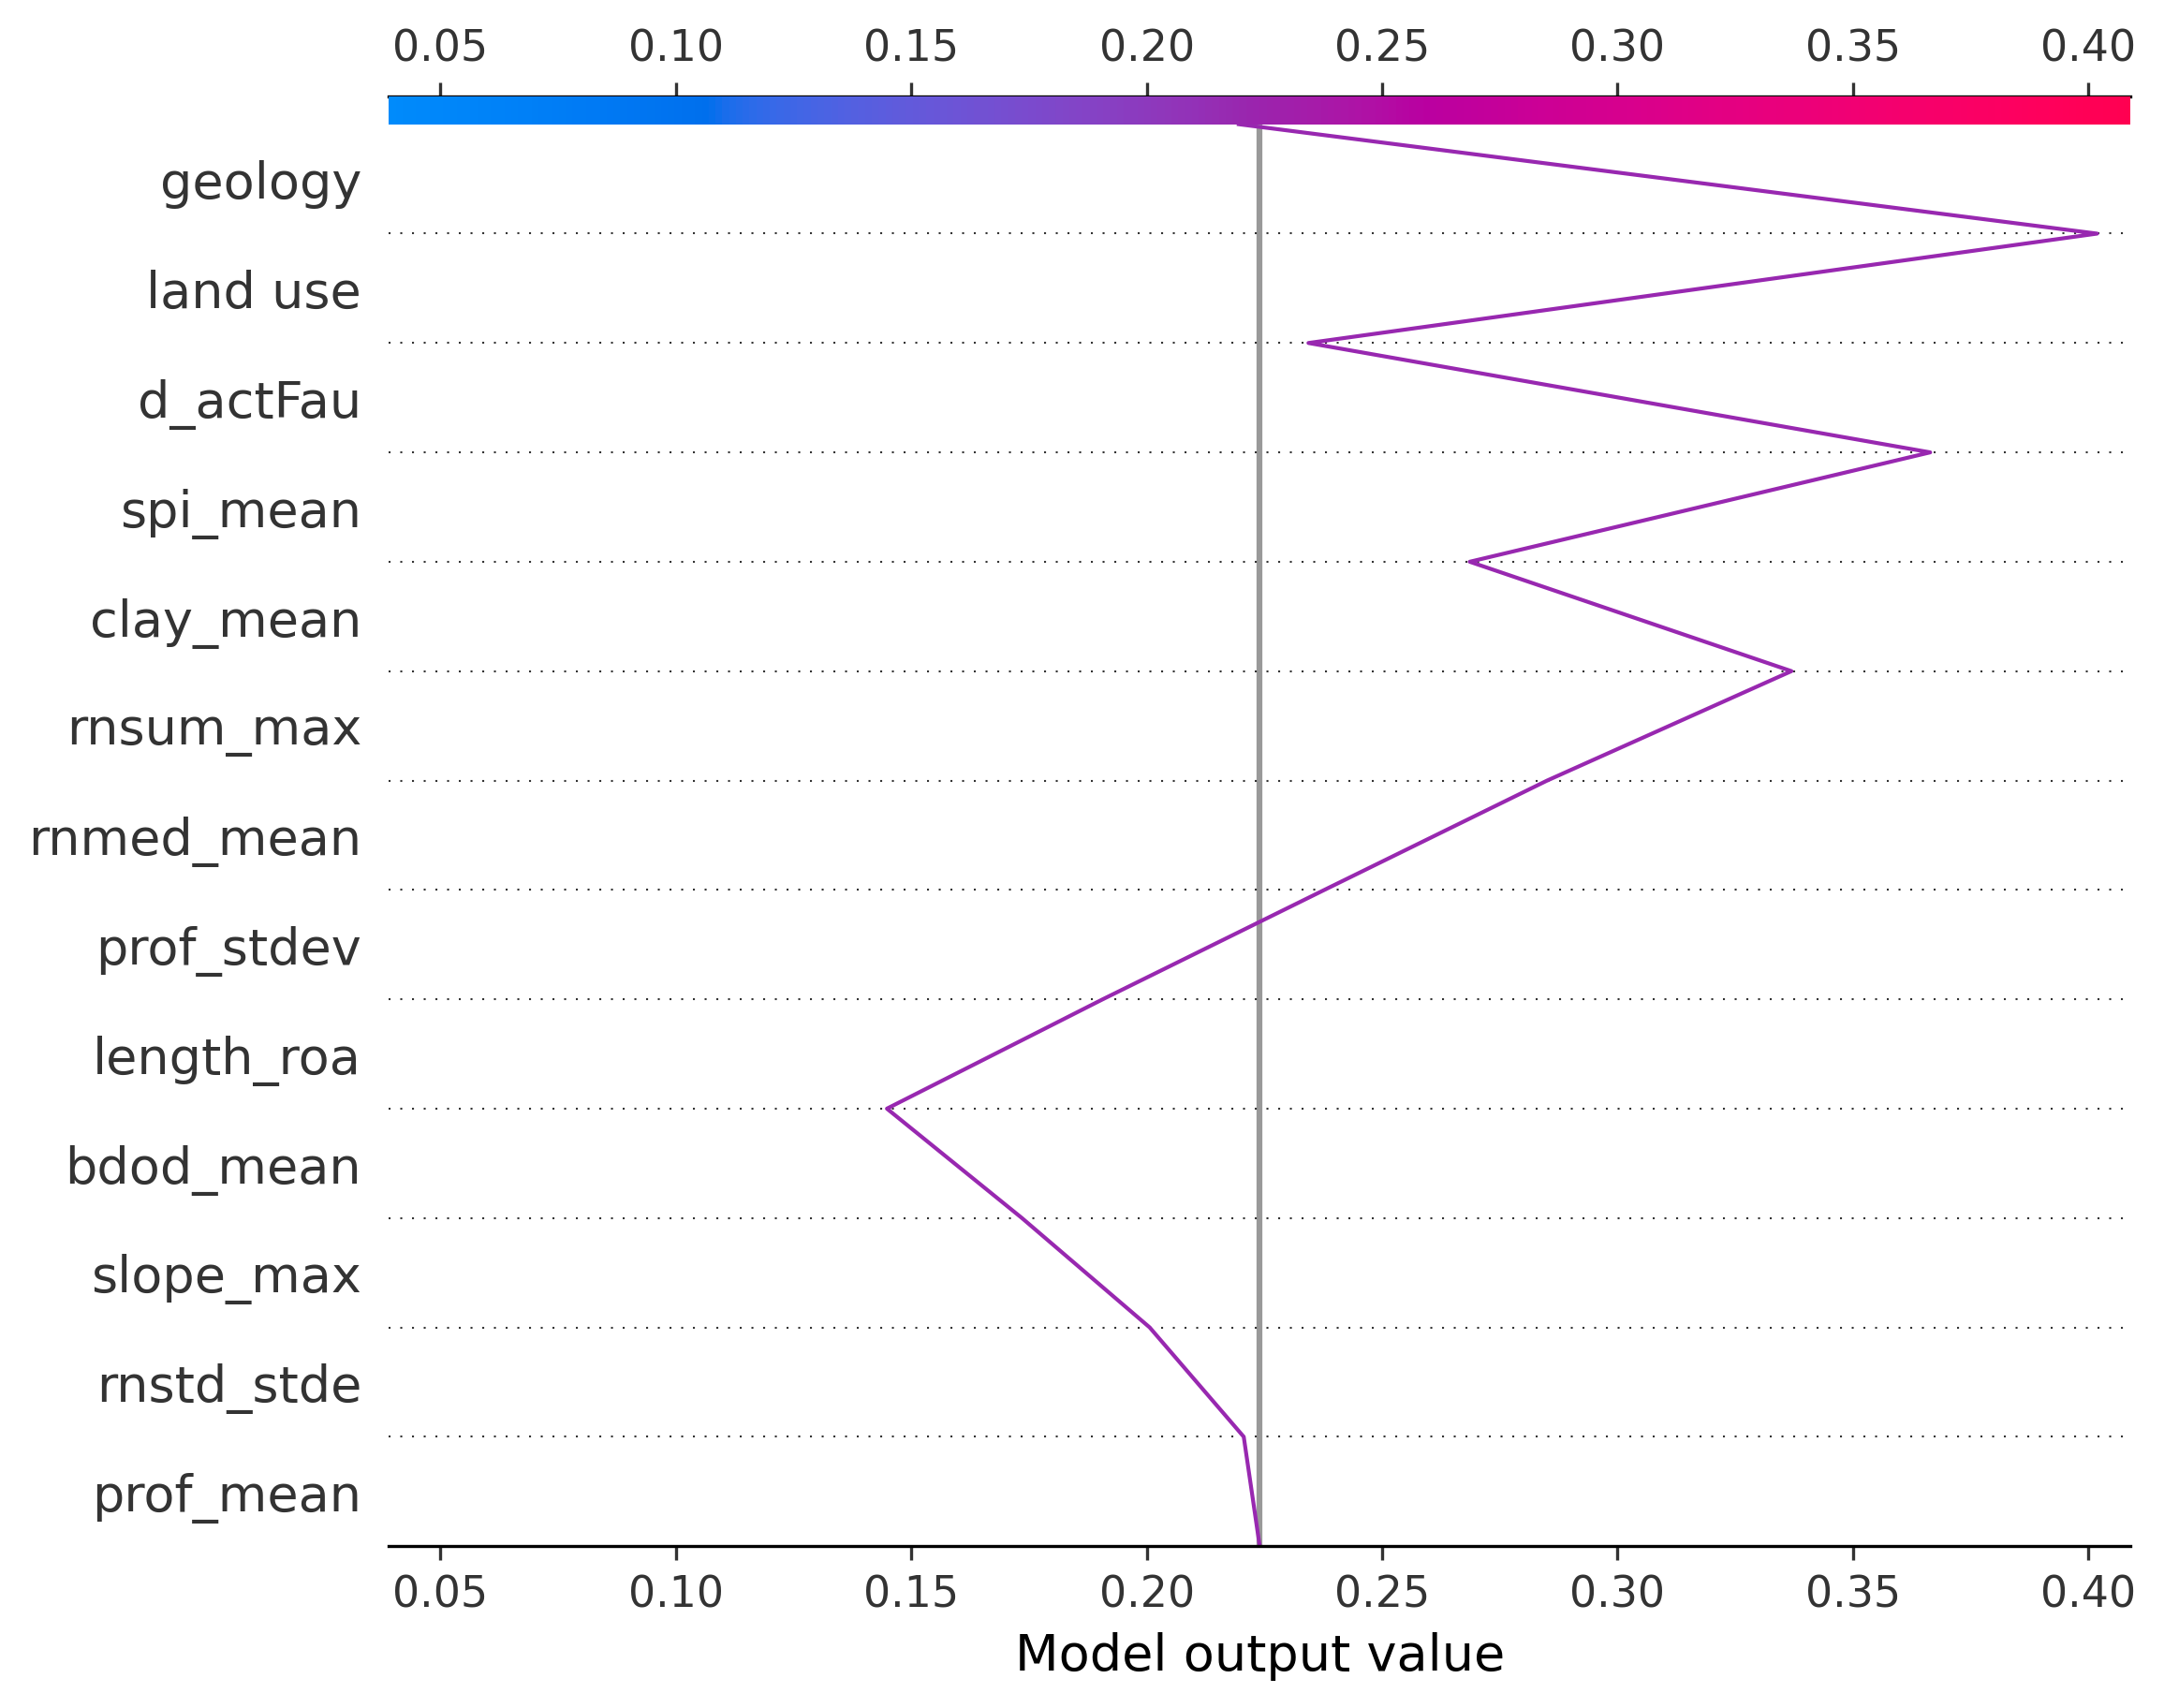 0.05 0.10 0.15 0.20 0.25 0.30 0.35 0.40
geology
land use
d_actFau
spi_mean
clay_mean
rnsum_max
rnmed_mean
prof_stdev
length_roa
bdod_mean
slope_max
rnstd_stde
prof_mean
0.05 0.10 0.15 0.20 0.25 0.30 0.35 0.40
Model output value